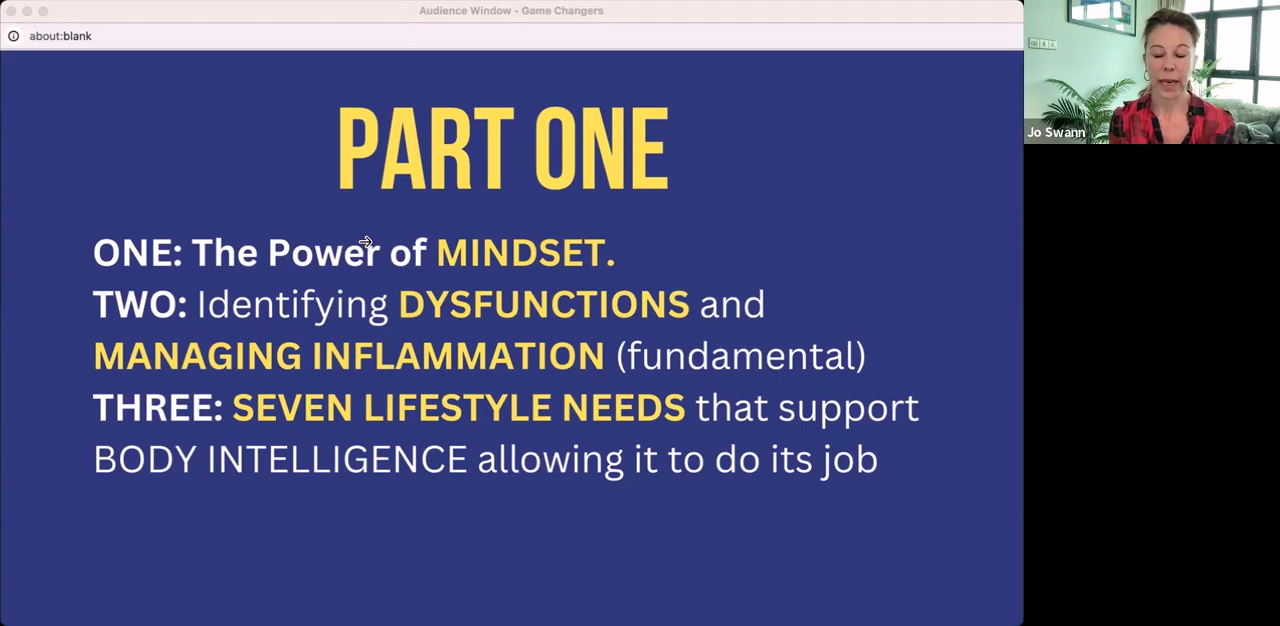 Audience Window - Game Changers
about:blank
PART ONE
ONE: The Power of MINDSET.
TWO: Identifying DYSFUNCTIONS and
MANAGING INFLAMMATION (fundamental)
THREE: SEVEN LIFESTYLE NEEDS that support
BODY INTELLIGENCE allowing it to do its job
Jo Swann